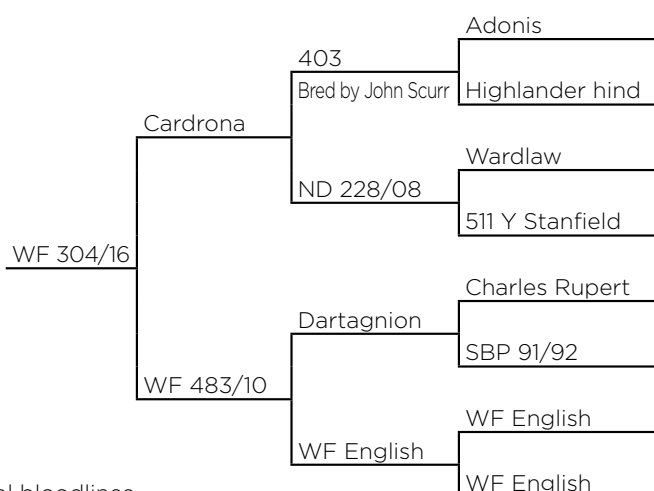 Adonis
403
Bred by John Scurr
Highlander hind
Cardrona
Wardlaw
ND 228/08
511 Y Stanfield
WF 304/16
Charles Rupert
Dartagnion
SBP 91/92
WF 483/10
WF English
WF English
WF English
bloodlines